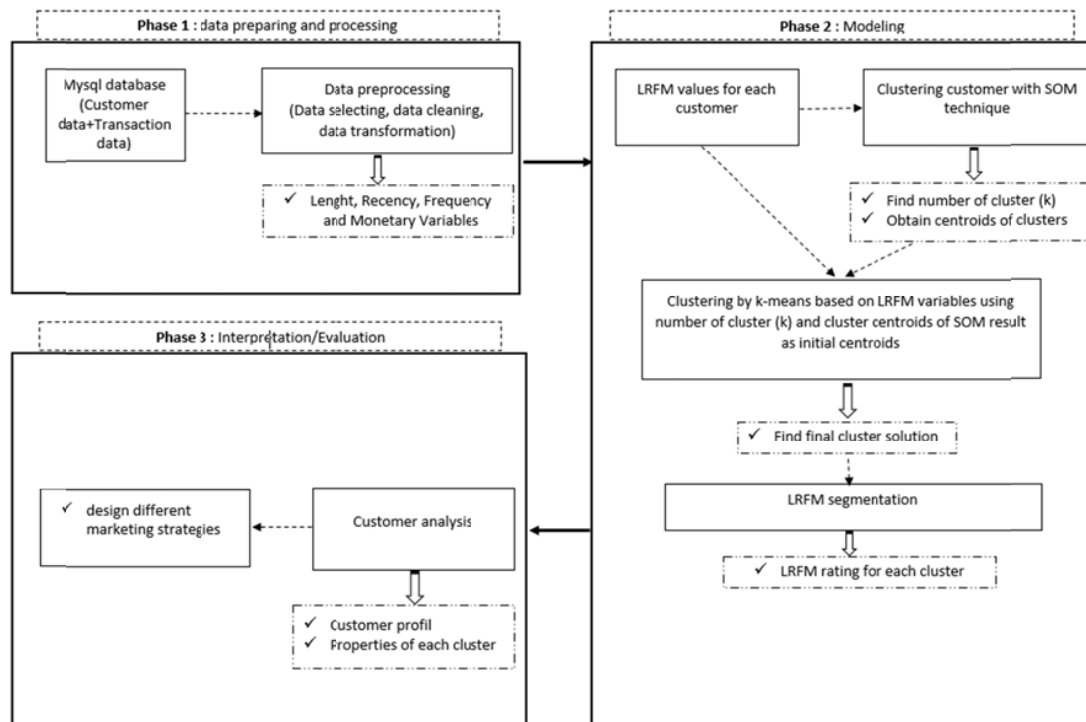 Phase 1 : data preparing and processing
Mysql database
(Customer
data+Transaction
data)
Data preprocessing
(Data selecting, data cleaning,
data transformation)
✓ Lenght, Recency, Frequency
and Monetary Variables
Phase 2 : Modeling
LRFM values for each
customer
Clustering customer with SOM
technique
✓ Find number of cluster (k)
✓ Obtain centroids of clusters
Clustering by k-means based on LRFM variables using
number of cluster (k) and cluster centroids of SOM result
as initial centroids
✓ Find final cluster solution
LRFM segmentation
✓ LRFM rating for each cluster
Phase 3 : Interpretation/Evaluation
✓ design different
marketing strategies
Customer analysis
✓ Customer profil
✓ Properties of each cluster